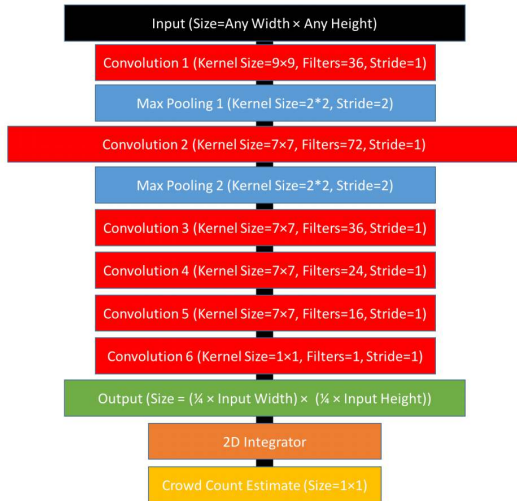 Input (Size=Any Width × Any Height)
Convolution 1 (Kernel Size=9×9, Filters=36, Stride=1)
Max Pooling 1 (Kernel Size=2*2, Stride=2)
Convolution 2 (Kernel Size=7×7, Filters=72, Stride=1)
Max Pooling 2 (Kernel Size=2*2, Stride=2)
Convolution 3 (Kernel Size=7×7, Filters=36, Stride=1)
Convolution 4 (Kernel Size=7×7, Filters=24, Stride=1)
Convolution 5 (Kernel Size=7×7, Filters=16, Stride=1)
Convolution 6 (Kernel Size=1×1, Filters=1, Stride=1)
Output (Size = (¼ × Input Width) × (¼ × Input Height))
2D Integrator
Crowd Count Estimate (Size=1×1)